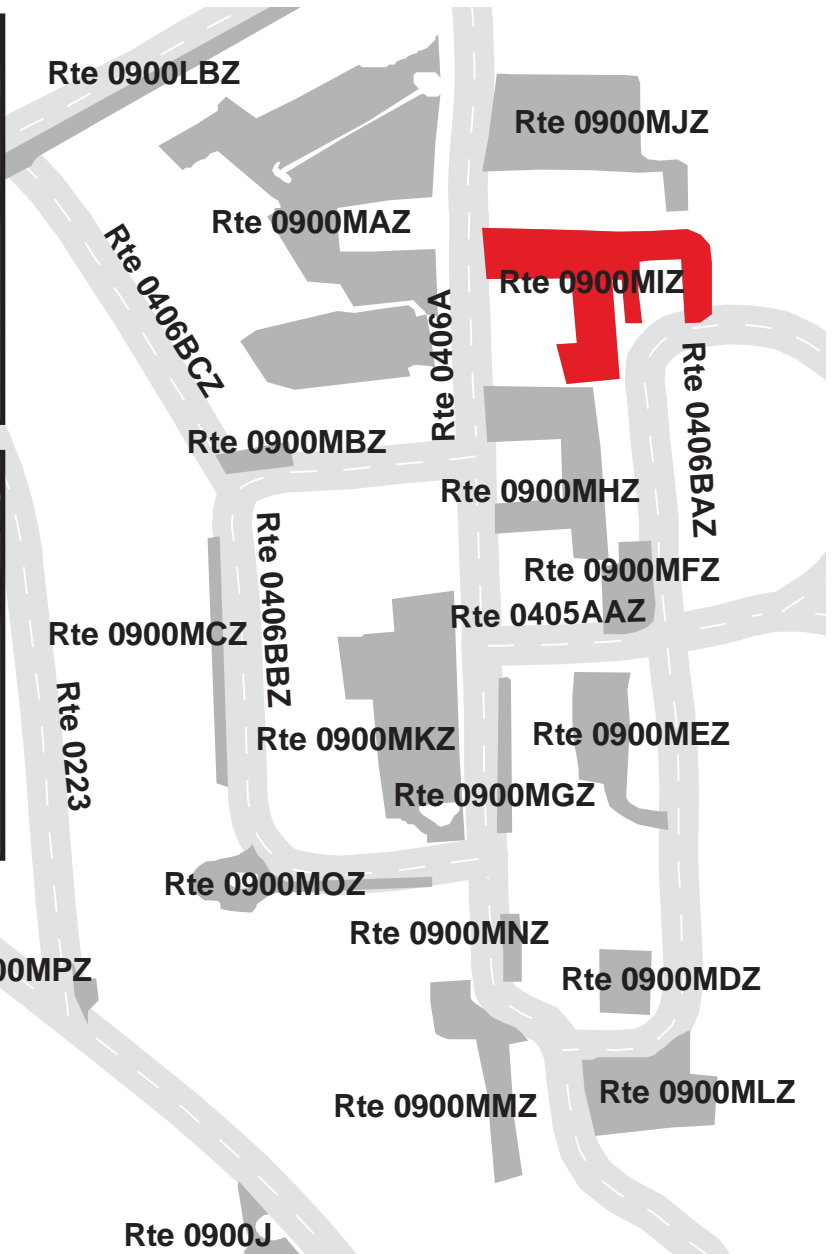 Rte 0900LBZ
Rte 0900MJZ
Rte 0900MAZ
Rte 0406BCZ
Rte 0900MIZ
Rte 0406A
Rte 0406BAZ
Rte 0900MBZ
Rte 0900MHZ
Rte 0406BBZ
Rte 0900MFZ
Rte 0405AAZ
Rte 0900MCZ
Rte 0223
Rte 0900MKZ
Rte 0900MEZ
Rte 0900MGZ
Rte 0900MOZ
Rte 0900MNZ
00MPZ
Rte 0900MDZ
Rte 0900MMZ
Rte 0900MLZ
Rte 0900J